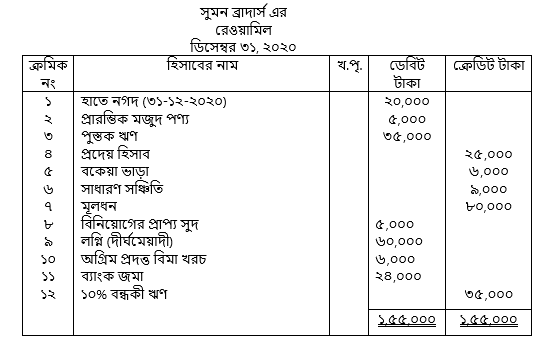 সুমন ব্রাদার্স এর
রেওয়ামিল
ডিসেম্বর ৩১, ২০২০
ক্রমিক নং হিসাবের নাম খ.পৃ. ডেবিট টাকা ক্রেডিট টাকা
১ হাতে নগদ (৩১-১২-২০২০) ২০,০০০
২ প্রারম্ভিক মজুদ পণ্য ৫,০০০
৩ পুস্তক ঋণ ৩৫,০০০
৪ প্রদেয় হিসাব ২৫,০০০
৫ বকেয়া ভাড়া ৬,০০০
৬ সাধারণ সঞ্চিতি ৯,০০০
৭ মূলধন ৮০,০০০
৮ বিনিয়োগের প্রাপ্য সুদ ৫,০০০
৯ লগ্নি (দীর্ঘমেয়াদী) ৬০,০০০
১০ অগ্রিম প্রদত্ত বিমা খরচ ৬,০০০
১১ ব্যাংক জমা ২৪,০০০
১২ ১০% বন্ধকী ঋণ ৩৫,০০০
১,৫৫,০০০ ১,৫৫,০০০